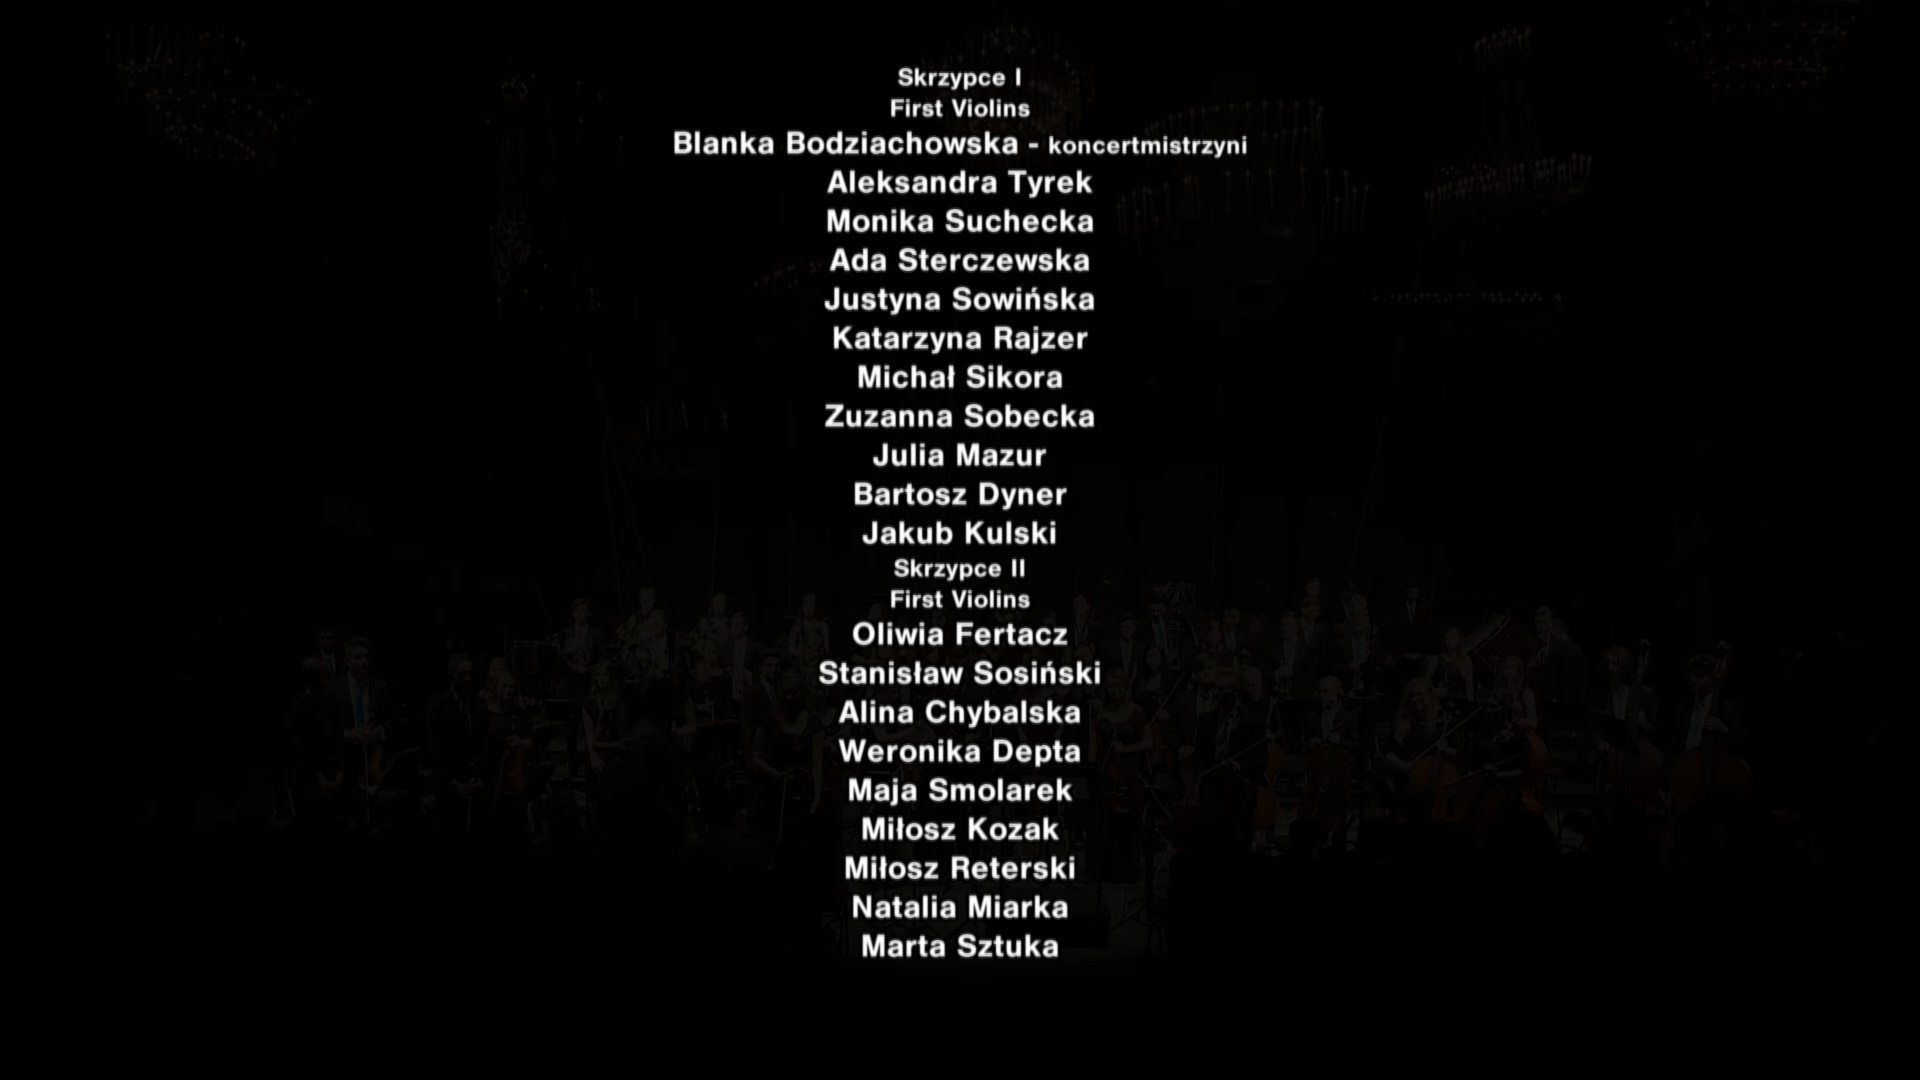 Skrzypce I
First Violins
Blanka Bodziachowska - koncertmistrzyni
Aleksandra Tyrek
Monika Suchecka
Ada Sterczewska
Justyna Sowińska
Katarzyna Rajzer
Michał Sikora
Zuzanna Sobecka
Julia Mazur
Bartosz Dyner
Jakub Kulski
Skrzypce II
First Violins
Oliwia Fertacz
Stanisław Sosiński
Alina Chybalska
Weronika Depta
Maja Smolarek
Miłosz Kozak
Miłosz Reterski
Natalia Miarka
Marta Sztuka